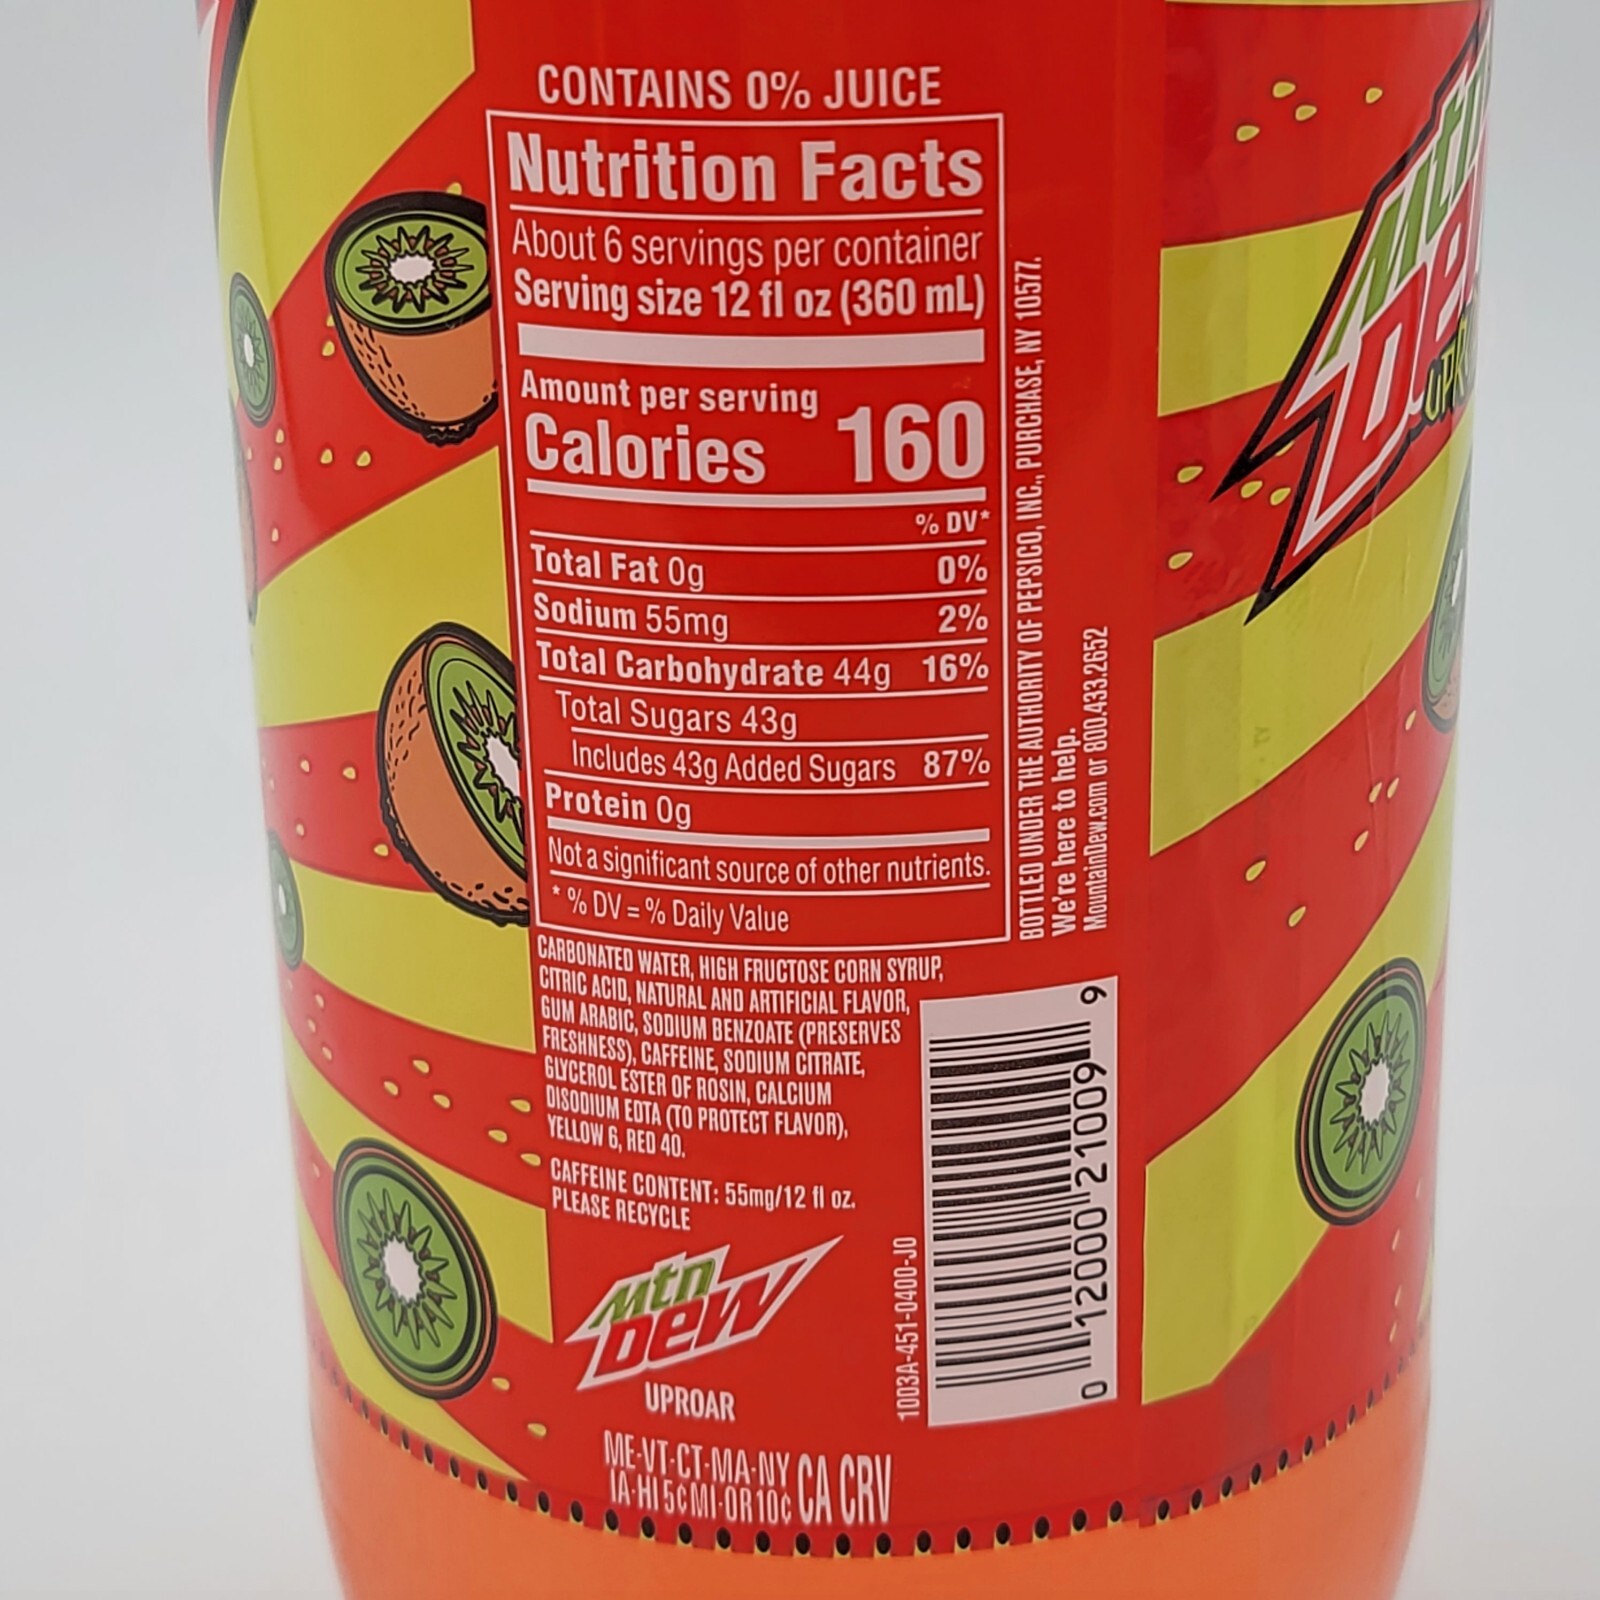 CONTAINS 0% JUICE
Nutrition Facts
About 6 servings per container
Serving size 12 fl oz (360 mL)
Amount per serving
Calories 160
% DV*
Total Fat 0g 0%
Sodium 55mg 2%
Total Carbohydrate 44g 16%
Total Sugars 43g
Includes 43g Added Sugars 87%
Protein 0g
Not a significant source of other nutrients.
* % DV = % Daily Value
CARBONATED WATER, HIGH FRUCTOSE CORN SYRUP,
CITRIC ACID, NATURAL AND ARTIFICIAL FLAVOR,
GUM ARABIC, SODIUM BENZOATE (PRESERVES
FRESHNESS), CAFFEINE, SODIUM CITRATE,
GLYCEROL ESTER OF ROSIN, CALCIUM
DISODIUM EDTA (TO PROTECT FLAVOR),
YELLOW 6, RED 40.
CAFFEINE CONTENT: 55mg/12 fl oz.
PLEASE RECYCLE
Mtn
Dew
UPROAR
ME-VT-CT-MA-NY
IA-HI 5¢ MI-OR 10¢
CA CRV
BOTTLED UNDER THE AUTHORITY OF PEPSICO, INC., PURCHASE, NY 10577.
We're here to help.
MountainDew.com or 800.433.2652
1003A-451-0400-J0
0 12000 21009 9
Mtn